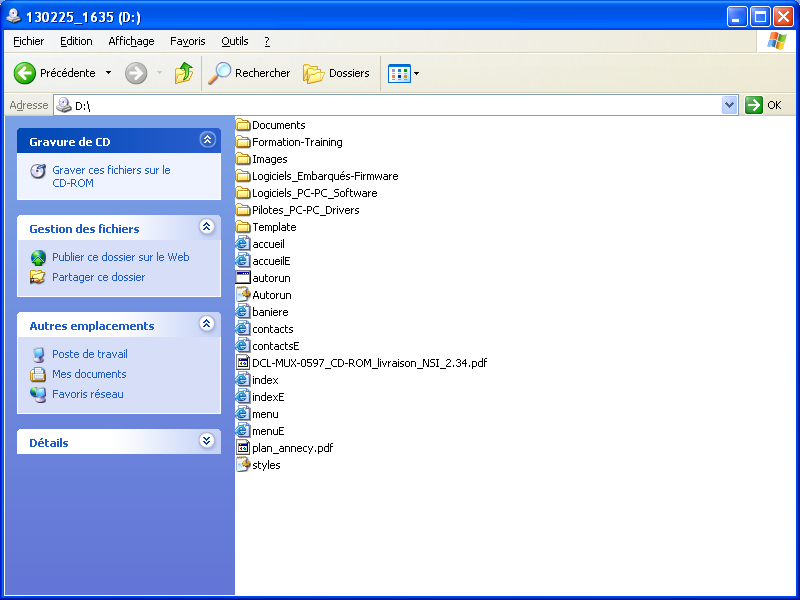 130225_1635 (D:)
Fichier Edition Affichage Favoris Outils ?
Précédente Rechercher Dossiers
Adresse D:\ OK
Gravure de CD
Graver ces fichiers sur le
CD-ROM
Gestion des fichiers
Publier ce dossier sur le Web
Partager ce dossier
Autres emplacements
Poste de travail
Mes documents
Favoris réseau
Détails
Documents
Formation-Training
Images
Logiciels_Embarqués-Firmware
Logiciels_PC-PC_Software
Pilotes_PC-PC_Drivers
Template
accueil
accueilE
autorun
Autorun
baniere
contacts
contactsE
DCL-MUX-0597_CD-ROM_livraison_NSI_2.34.pdf
index
indexE
menu
menuE
plan_annecy.pdf
styles